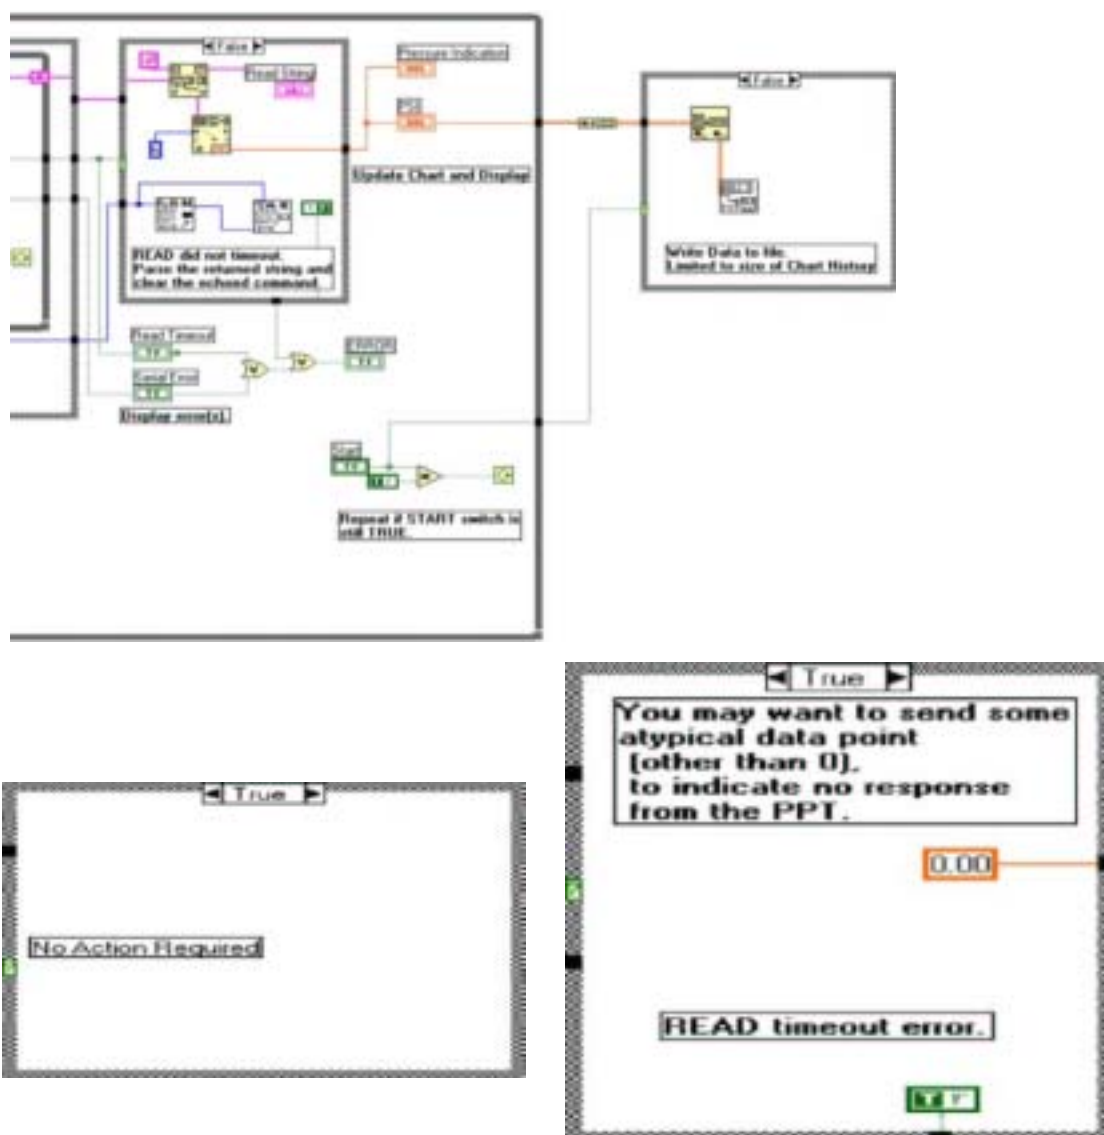 False
Read String
READ did not timeout.
Parse the returned string and
clear the echoed command.
Pressure Indication
PSI
Update Chart and Display
False
Write Data to file.
Limited to size of Chart History
Read Timeout
TF
Serial Error
TF
Display error(s).
ERROR
TF
Start
TF
Repeat if START switch is
still TRUE.
True
No Action Required
True
You may want to send some
atypical data point
(other than 0),
to indicate no response
from the PPT.
0.00
READ timeout error.
T F